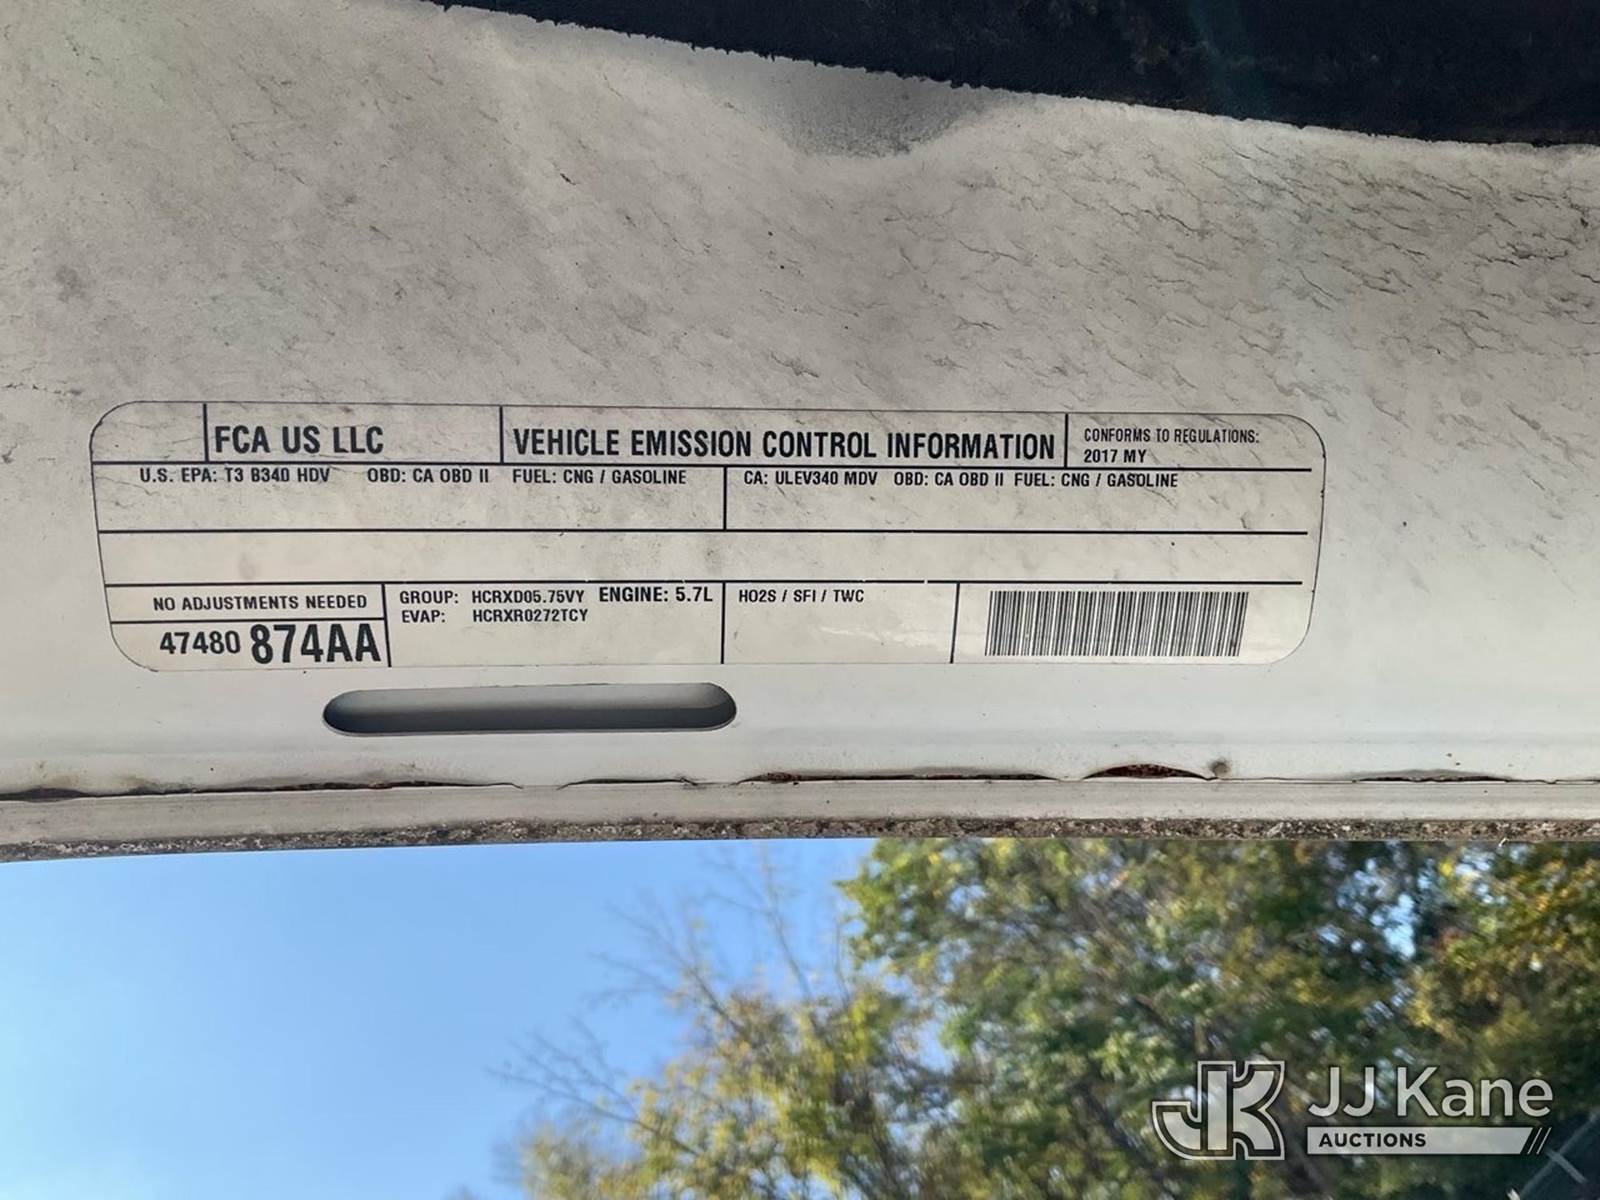 FCA US LLC
VEHICLE EMISSION CONTROL INFORMATION
CONFORMS TO REGULATIONS:
2017 MY
U.S. EPA: T3 B340 HDV OBD: CA OBD II FUEL: CNG / GASOLINE
CA: ULEV340 MDV OBD: CA OBD II FUEL: CNG / GASOLINE
NO ADJUSTMENTS NEEDED
47480 874AA
GROUP: HCRXD05.75VY ENGINE: 5.7L
EVAP: HCRXR0272TCY
HO2S / SFI / TWC
JK JJ Kane
AUCTIONS